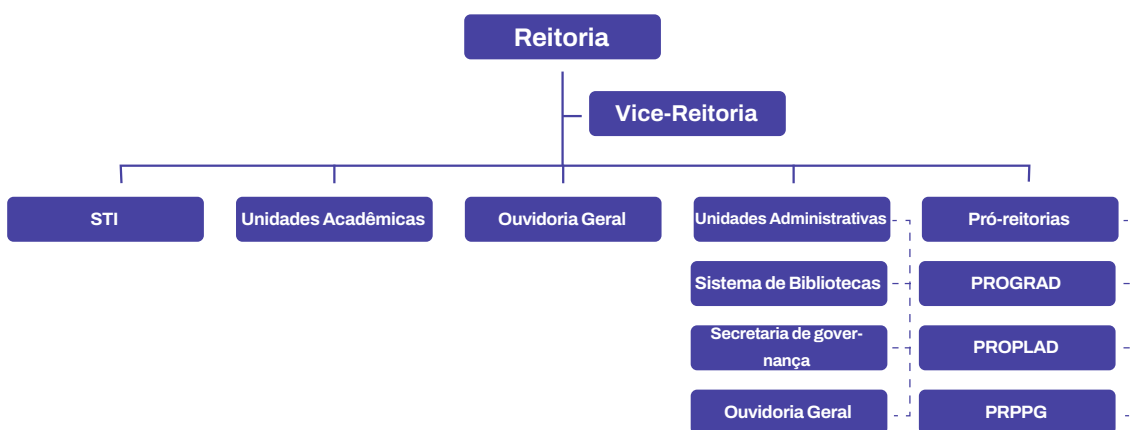 Reitoria
Vice-Reitoria
STI
Unidades Acadêmicas
Ouvidoria Geral
Unidades Administrativas
Pró-reitorias
Sistema de Bibliotecas
PROGRAD
Secretaria de gover-
nança
PROPLAD
Ouvidoria Geral
PRPPG